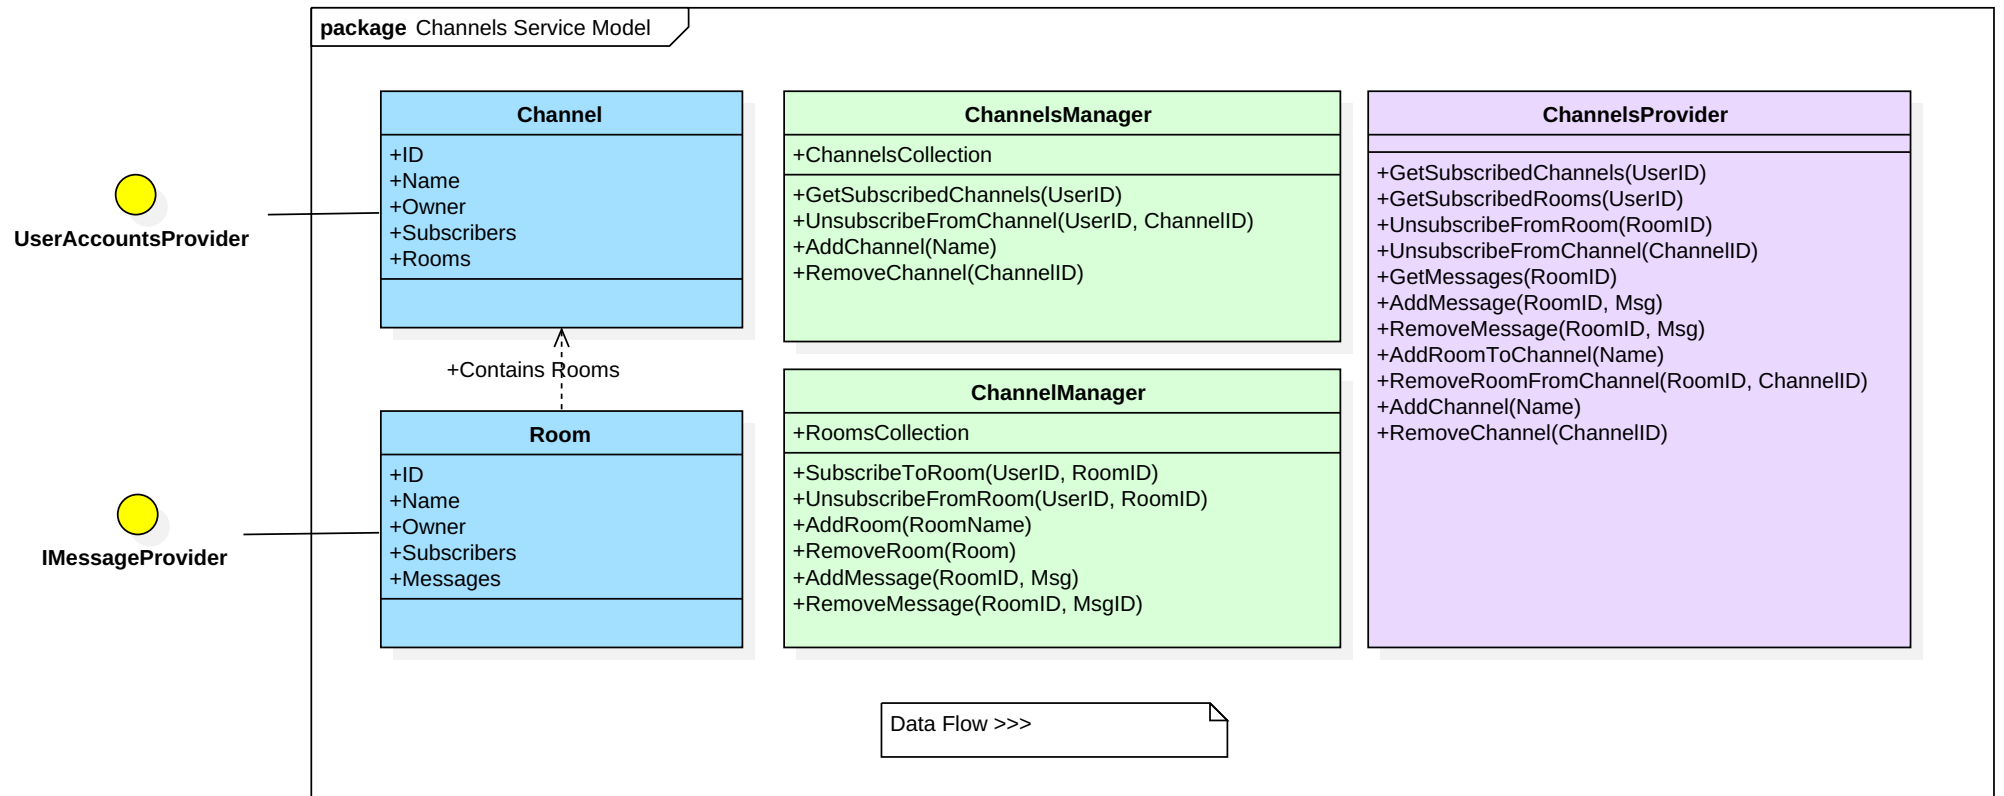 package Channels Service Model
UserAccountsProvider
IMessageProvider
Channel
+ID
+Name
+Owner
+Subscribers
+Rooms
+Contains Rooms
Room
+ID
+Name
+Owner
+Subscribers
+Messages
ChannelsManager
+ChannelsCollection
+GetSubscribedChannels(UserID)
+UnsubscribeFromChannel(UserID, ChannelID)
+AddChannel(Name)
+RemoveChannel(ChannelID)
ChannelManager
+RoomsCollection
+SubscribeToRoom(UserID, RoomID)
+UnsubscribeFromRoom(UserID, RoomID)
+AddRoom(RoomName)
+RemoveRoom(Room)
+AddMessage(RoomID, Msg)
+RemoveMessage(RoomID, MsgID)
ChannelsProvider
+GetSubscribedChannels(UserID)
+GetSubscribedRooms(UserID)
+UnsubscribeFromRoom(RoomID)
+UnsubscribeFromChannel(ChannelID)
+GetMessages(RoomID)
+AddMessage(RoomID, Msg)
+RemoveMessage(RoomID, Msg)
+AddRoomToChannel(Name)
+RemoveRoomFromChannel(RoomID, ChannelID)
+AddChannel(Name)
+RemoveChannel(ChannelID)
Data Flow >>>